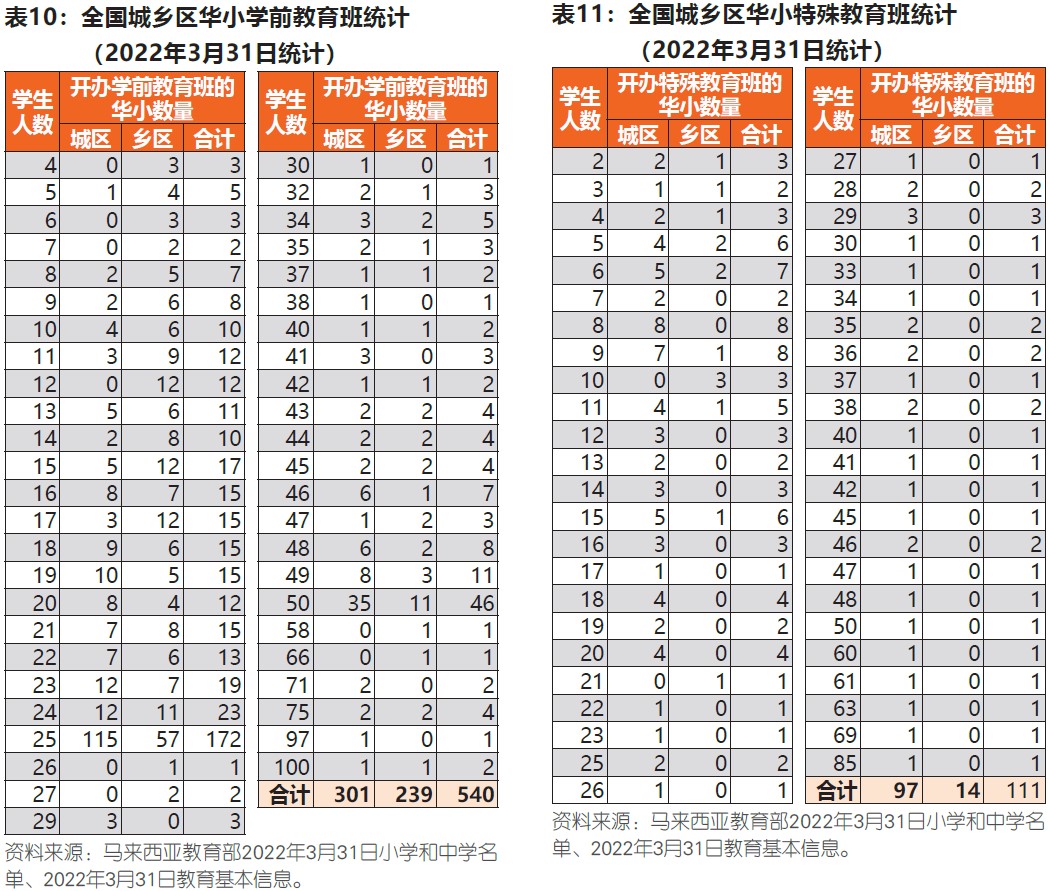 表10：全国城乡区华小学前教育班统计
（2022年3月31日统计）
学生人数 开办学前教育班的华小数量
城区 乡区 合计
4 0 3 3
5 1 4 5
6 0 3 3
7 0 2 2
8 2 5 7
9 2 6 8
10 4 6 10
11 3 9 12
12 0 12 12
13 5 6 11
14 2 8 10
15 5 12 17
16 8 7 15
17 3 12 15
18 9 6 15
19 10 5 15
20 8 4 12
21 7 8 15
22 7 6 13
23 12 7 19
24 12 11 23
25 115 57 172
26 0 1 1
27 0 2 2
29 3 0 3
学生人数 开办学前教育班的华小数量
城区 乡区 合计
30 1 0 1
32 2 1 3
34 3 2 5
35 2 1 3
37 1 1 2
38 1 0 1
40 1 1 2
41 3 0 3
42 1 1 2
43 2 2 4
44 2 2 4
45 2 2 4
46 6 1 7
47 1 2 3
48 6 2 8
49 8 3 11
50 35 11 46
58 0 1 1
66 0 1 1
71 2 0 2
75 2 2 4
97 1 0 1
100 1 1 2
合计 301 239 540
资料来源：马来西亚教育部2022年3月31日小学和中学名
单、2022年3月31日教育基本信息。
表11：全国城乡区华小特殊教育班统计
（2022年3月31日统计）
学生人数 开办特殊教育班的华小数量
城区 乡区 合计
2 2 1 3
3 1 1 2
4 2 1 3
5 4 2 6
6 5 2 7
7 2 0 2
8 8 0 8
9 7 1 8
10 0 3 3
11 4 1 5
12 3 0 3
13 2 0 2
14 3 0 3
15 5 1 6
16 3 0 3
17 1 0 1
18 4 0 4
19 2 0 2
20 4 0 4
21 0 1 1
22 1 0 1
23 1 0 1
25 2 0 2
26 1 0 1
学生人数 开办特殊教育班的华小数量
城区 乡区 合计
27 1 0 1
28 2 0 2
29 3 0 3
30 1 0 1
33 1 0 1
34 1 0 1
35 2 0 2
36 2 0 2
37 1 0 1
38 2 0 2
40 1 0 1
41 1 0 1
42 1 0 1
45 1 0 1
46 2 0 2
47 1 0 1
48 1 0 1
50 1 0 1
60 1 0 1
61 1 0 1
63 1 0 1
69 1 0 1
85 1 0 1
合计 97 14 111
资料来源：马来西亚教育部2022年3月31日小学和中学名
单、2022年3月31日教育基本信息。